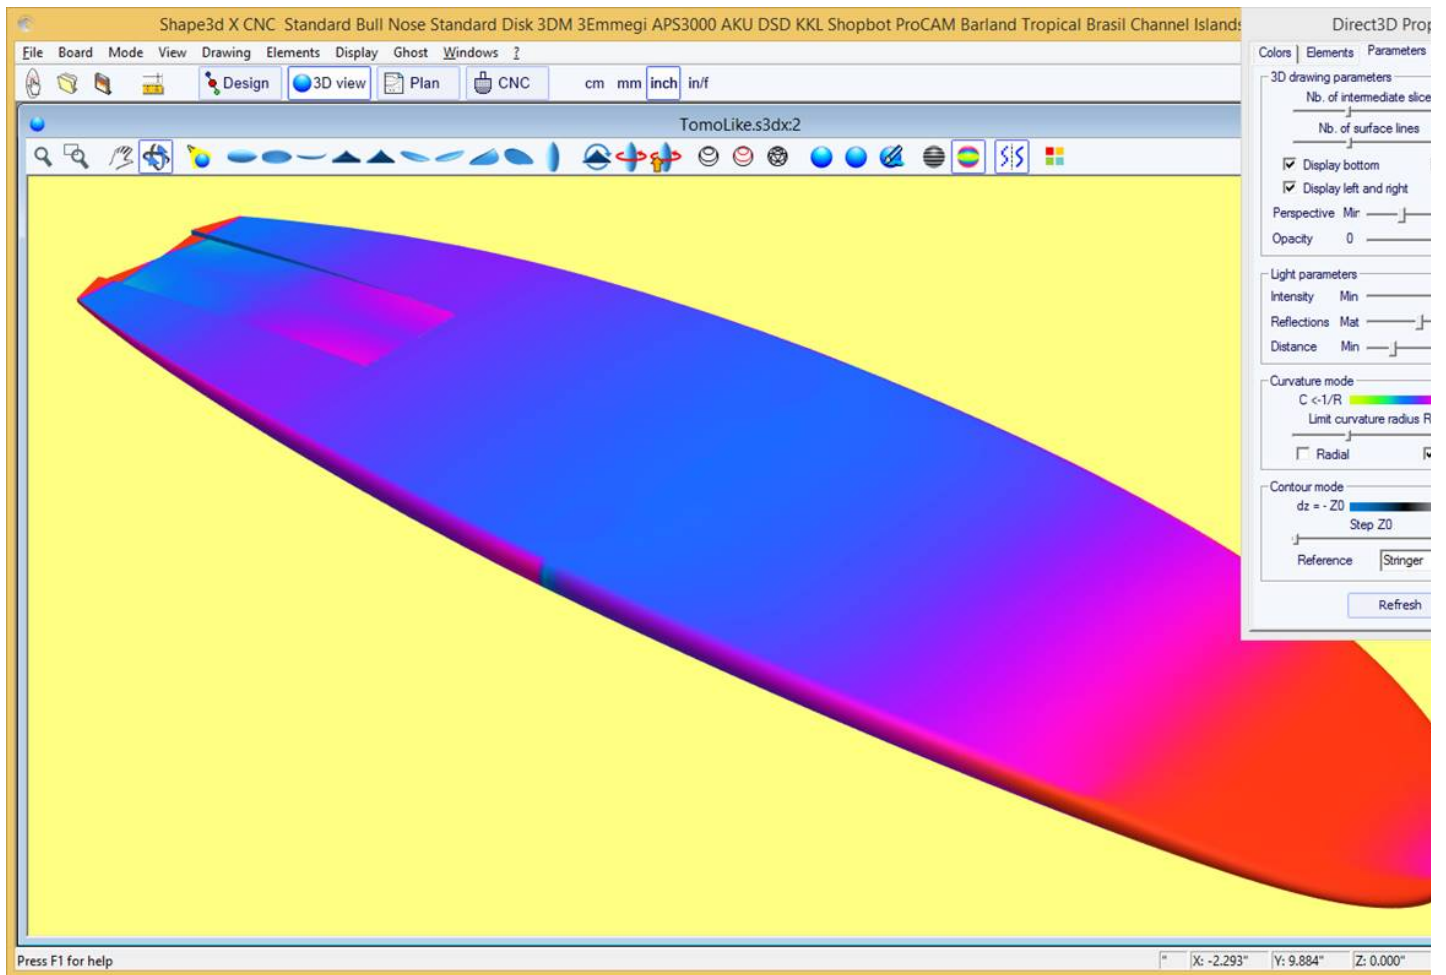 Shape3d X CNC Standard Bull Nose Standard Disk 3DM 3Emmegi APS3000 AKU DSD KKL Shopbot ProCAM Barland Tropical Brasil Channel Islands
Direct3D Prop
File Board Mode View Drawing Elements Display Ghost Windows ?
Colors Elements Parameters
Design 3D view Plan CNC cm mm inch in/f
3D drawing parameters
Nb. of intermediate slice
TomoLike.s3dx:2
Nb. of surface lines
Display bottom
Display left and right
Perspective Mir
Opacity 0
Light parameters
Intensity Min
Reflections Mat
Distance Min
Curvature mode
C <-1/R
Limit curvature radius R
Radial
Contour mode
dz = - Z0
Step Z0
Reference Stringer
Refresh
Press F1 for help
" X: -2.293" Y: 9.884" Z: 0.000"